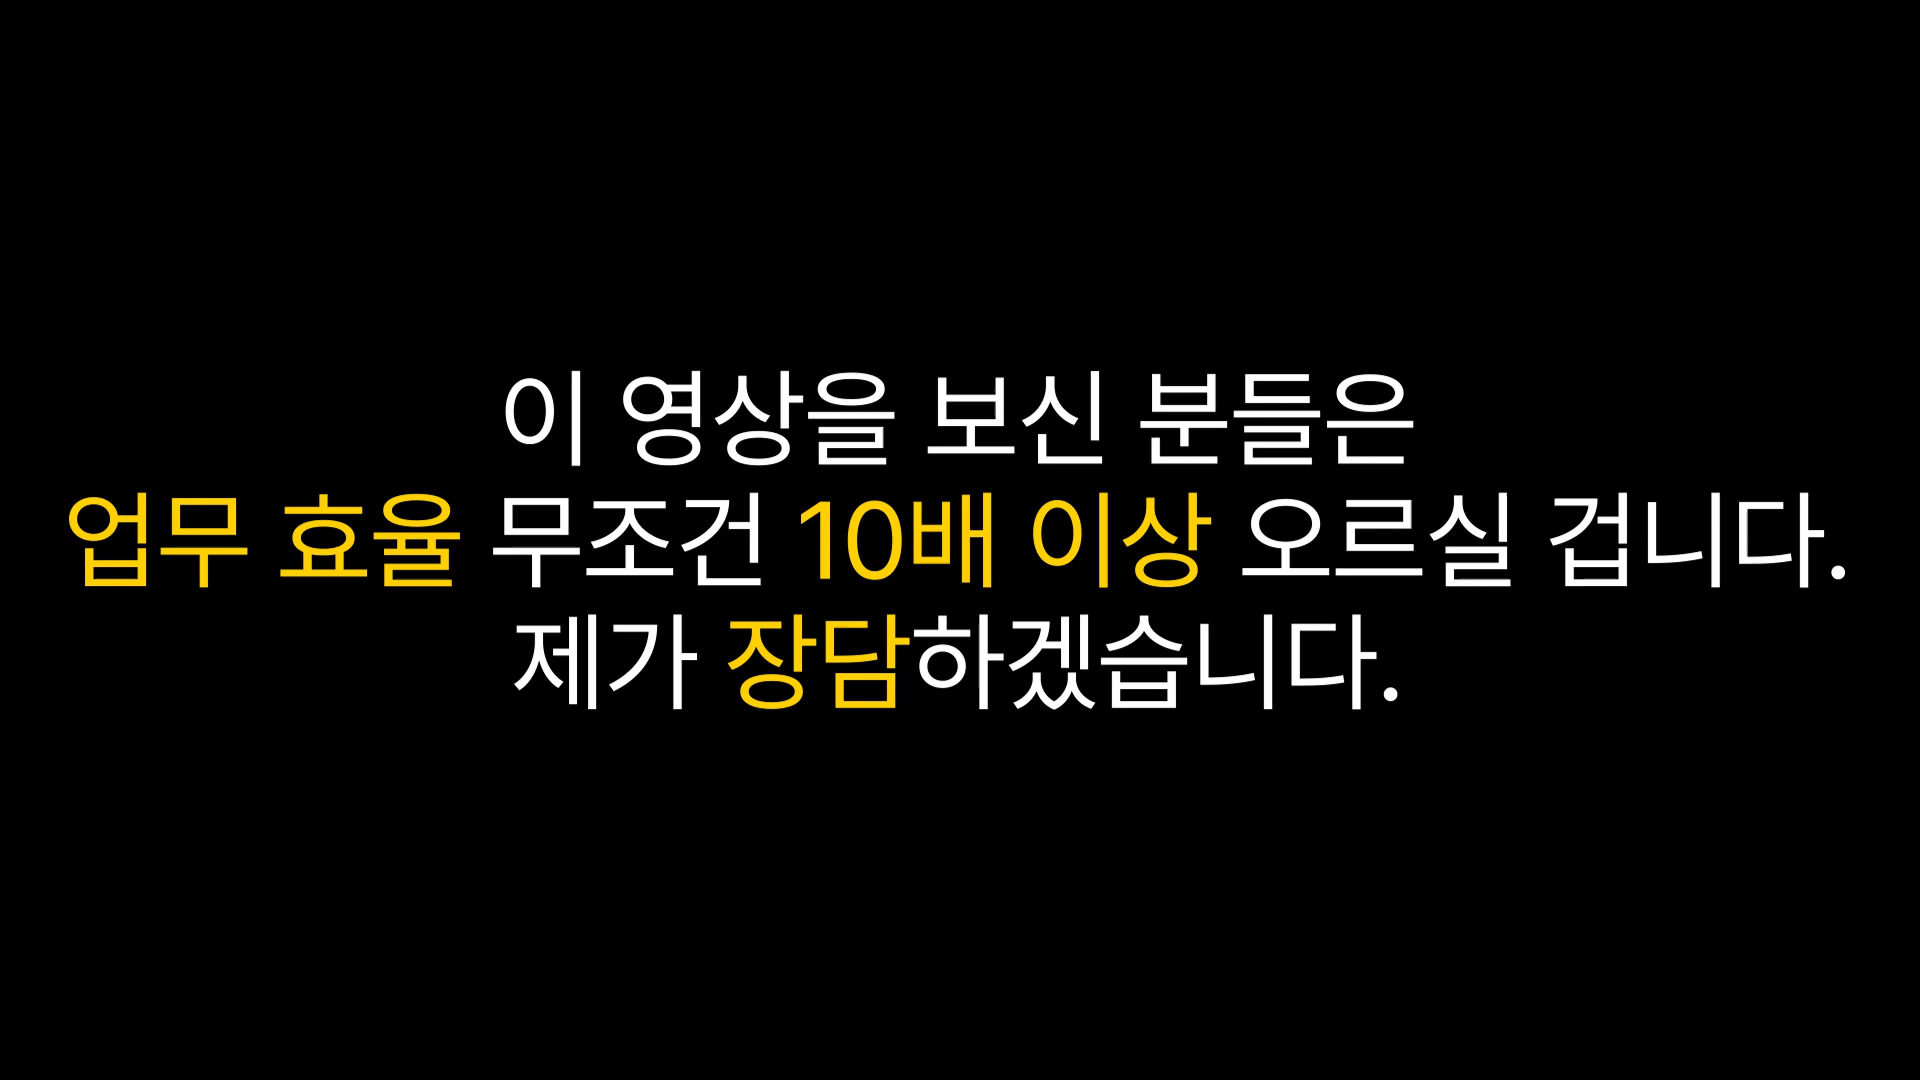 이 영상을 보신 분들은
업무 효율 무조건 10배 이상 오르실 겁니다.
제가 장담하겠습니다.